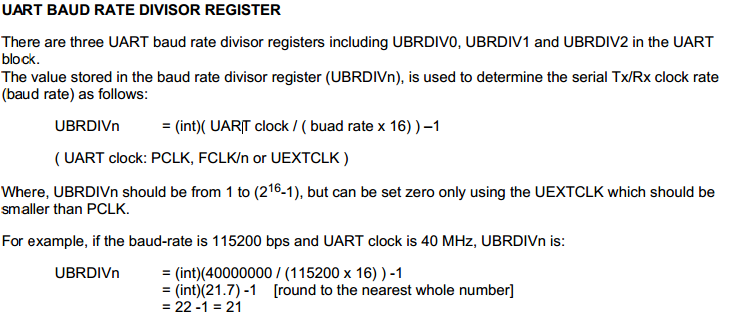 UART BAUD RATE DIVISOR REGISTER
There are three UART baud rate divisor registers including UBRDIV0, UBRDIV1 and UBRDIV2 in the UART
block.
The value stored in the baud rate divisor register (UBRDIVn), is used to determine the serial Tx/Rx clock rate
(baud rate) as follows:
UBRDIVn = (int)( UART clock / ( buad rate x 16) ) –1
( UART clock: PCLK, FCLK/n or UEXTCLK )
Where, UBRDIVn should be from 1 to (2^16-1), but can be set zero only using the UEXTCLK which should be
smaller than PCLK.
For example, if the baud-rate is 115200 bps and UART clock is 40 MHz, UBRDIVn is:
UBRDIVn = (int)(40000000 / (115200 x 16) ) -1
= (int)(21.7) -1 [round to the nearest whole number]
= 22 -1 = 21